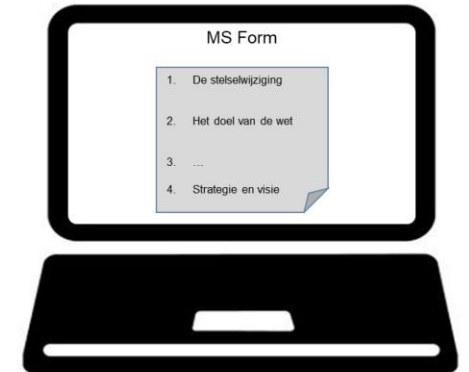 MS Form
1. De stelselwijziging
2. Het doel van de wet
3. ...
4. Strategie en visie